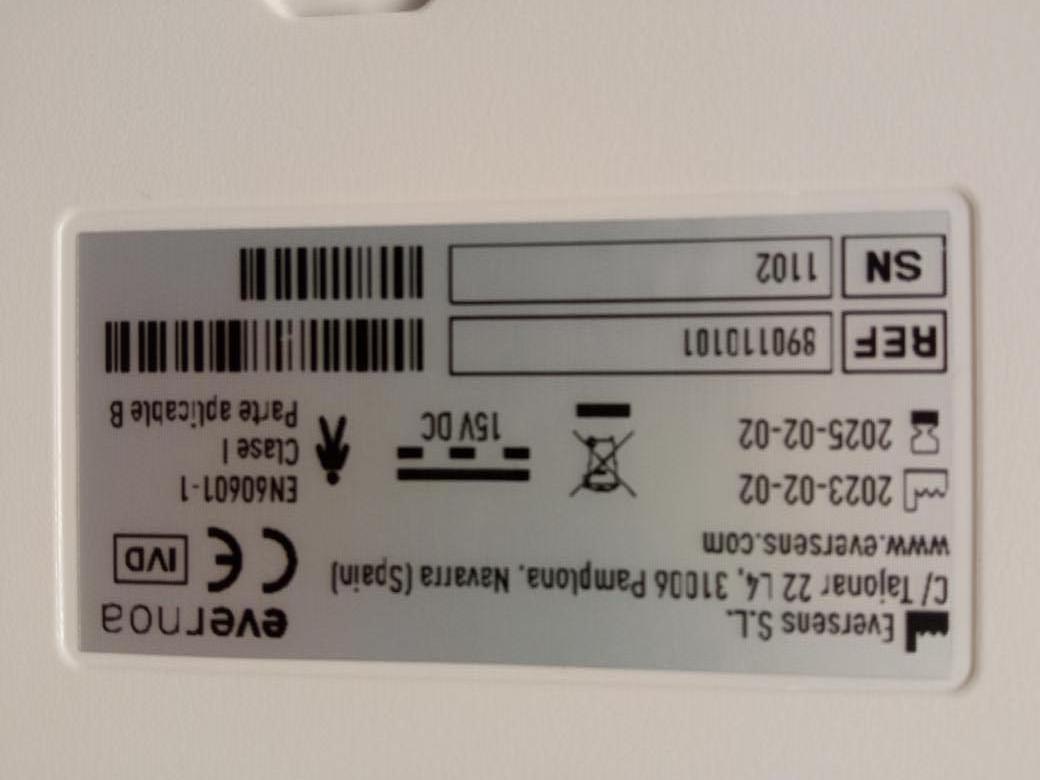 Eversens S.L.
C/ Tajonar 22 L4, 31006 Pamplona. Navarra (Spain)
www.eversens.com
evernoa
CE IVD
2023-02-02
2025-02-02
15V DC
EN60601-1
Clase I
Parte aplicable B
REF 890110101
SN 1102